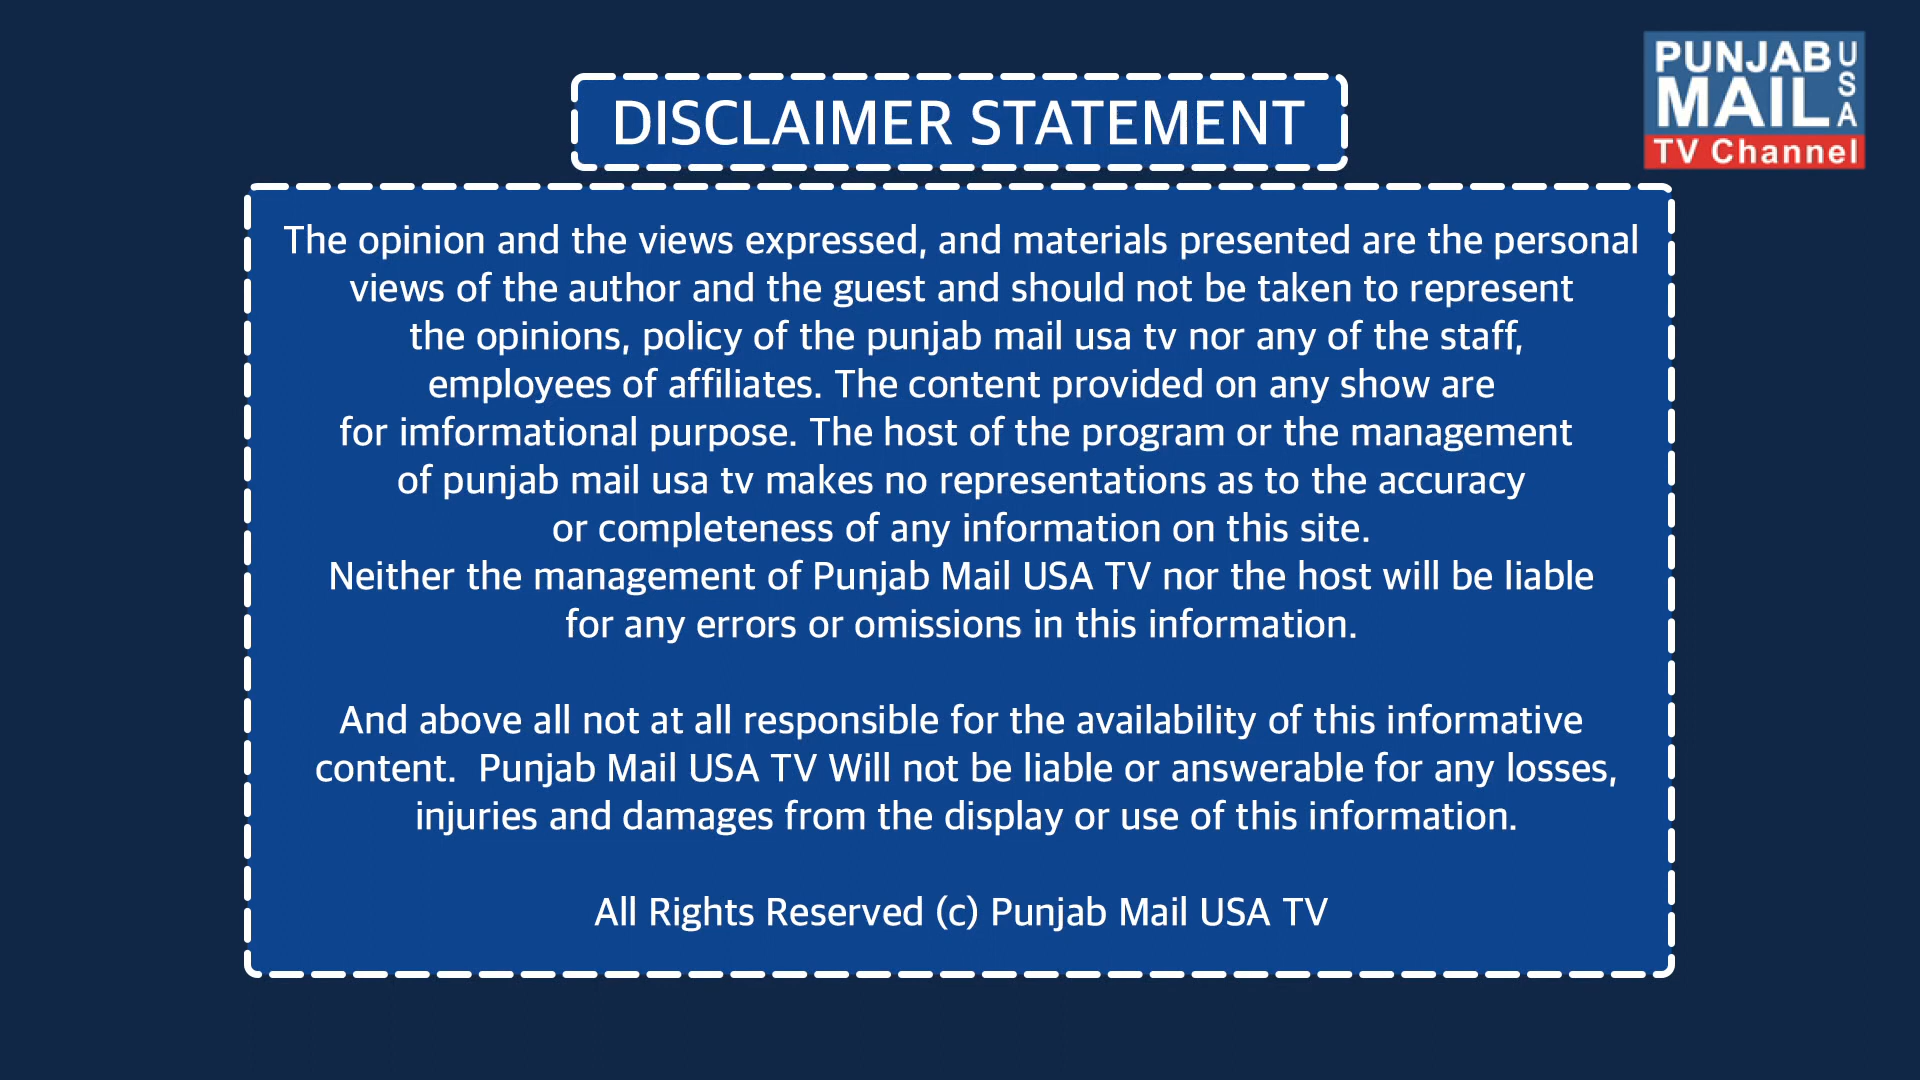 DISCLAIMER STATEMENT
PUNJAB USA
MAIL
TV Channel
The opinion and the views expressed, and materials presented are the personal
views of the author and the guest and should not be taken to represent
the opinions, policy of the punjab mail usa tv nor any of the staff,
employees of affiliates. The content provided on any show are
for imformational purpose. The host of the program or the management
of punjab mail usa tv makes no representations as to the accuracy
or completeness of any information on this site.
Neither the management of Punjab Mail USA TV nor the host will be liable
for any errors or omissions in this information.
And above all not at all responsible for the availability of this informative
content.  Punjab Mail USA TV Will not be liable or answerable for any losses,
injuries and damages from the display or use of this information.
All Rights Reserved (c) Punjab Mail USA TV